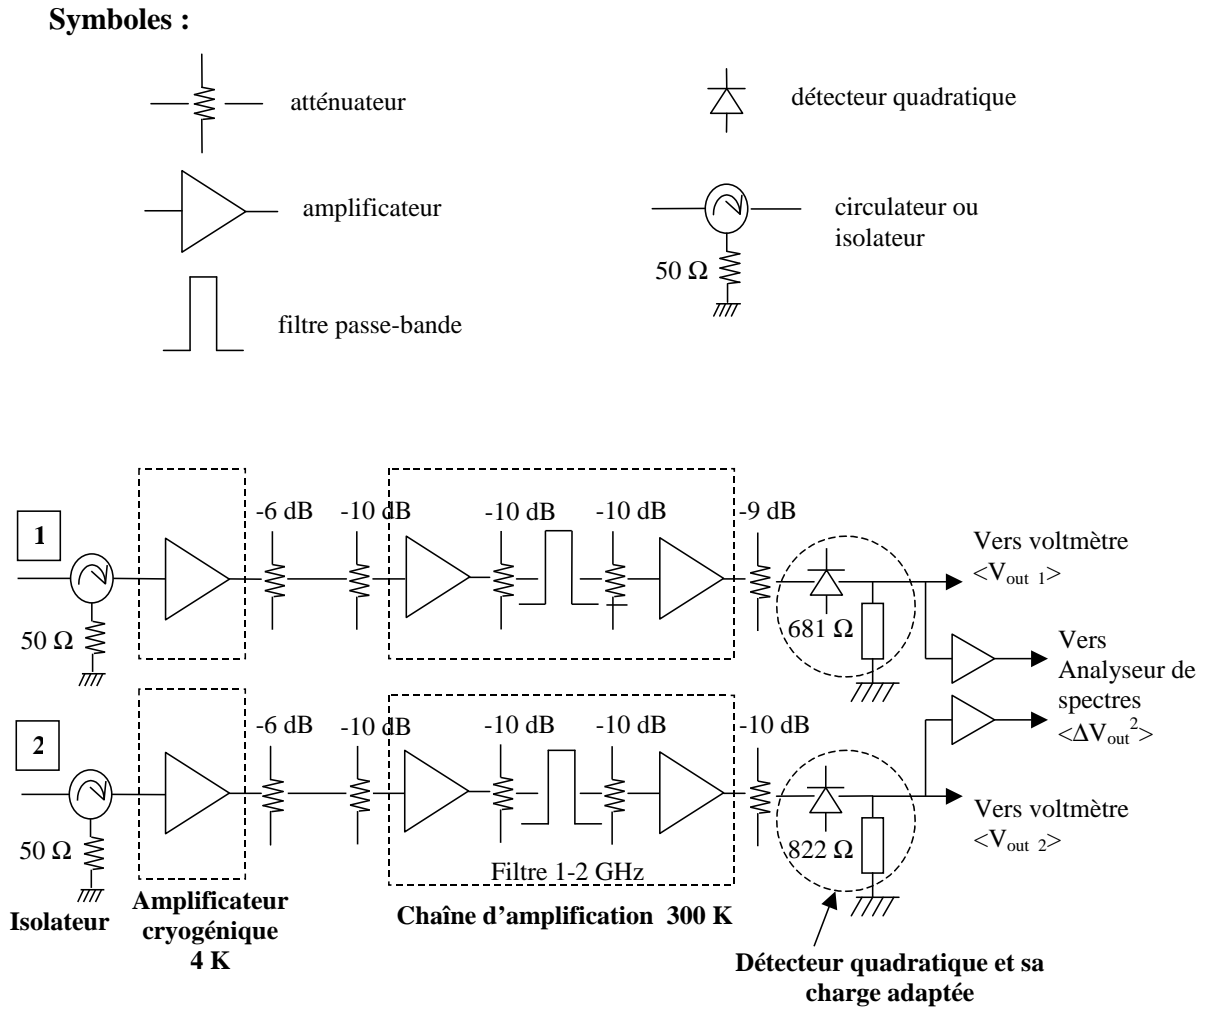 Symboles :
atténuateur
détecteur quadratique
amplificateur
circulateur ou
isolateur
50 Ω
filtre passe-bande
-6 dB
-10 dB
-10 dB
-10 dB
-9 dB
1
Vers voltmètre
<Vout 1>
50 Ω
681 Ω
Vers
Analyseur de
spectres
<ΔVout²>
-6 dB
-10 dB
-10 dB
-10 dB
-10 dB
2
Vers voltmètre
<Vout 2>
50 Ω
822 Ω
Filtre 1-2 GHz
Isolateur
Amplificateur
cryogénique
4 K
Chaîne d'amplification 300 K
Détecteur quadratique et sa
charge adaptée